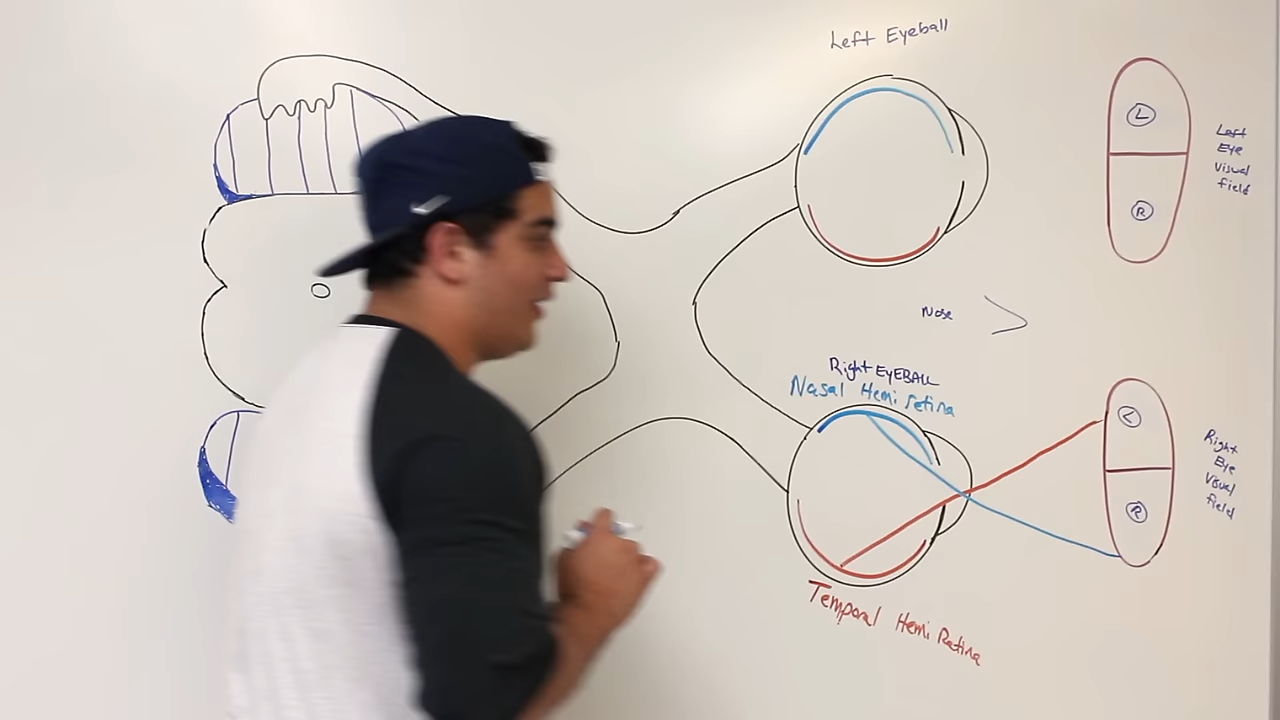 Left Eyeball
L
R
Left
Eye
Visual
field
Nose
Right EYEBALL
Nasal Hemi retina
L
R
Right
Eye
Visual
field
Temporal Hemi Retina